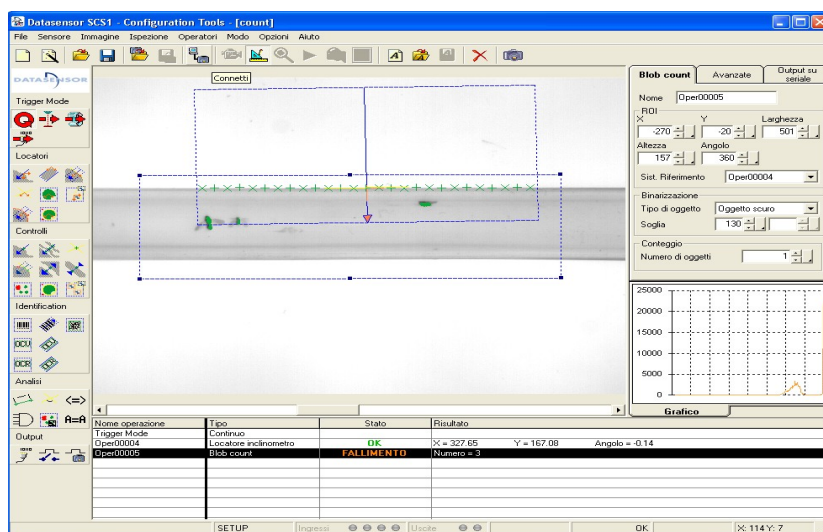 Datasensor SCS1 - Configuration Tools - [count]
File Sensore Immagine Ispezione Operatori Modo Opzioni Aiuto
DATASENSOR
Connetti
Trigger Mode
Locatori
Controlli
Identification
OCV
OCR
Analisi
<=>
A=A
Output
Blob count Avanzate Output su seriale
Nome Oper00005
ROI
X Y Larghezza
-270 -20 501
Altezza Angolo
157 360
Sist. Riferimento Oper00004
Binarizzazione
Tipo di oggetto Oggetto scuro
Soglia 130
Conteggio
Numero di oggetti 1
25000
20000
15000
10000
5000
0
Grafico
Nome operazione Tipo Stato Risultato
Trigger Mode Continuo
Oper00004 Locatore inclinometro OK X = 327.65 Y = 167.08 Angolo = -0.14
Oper00005 Blob count FALLIMENTO Numero = 3
SETUP Ingressi Uscite OK X: 114 Y: 7